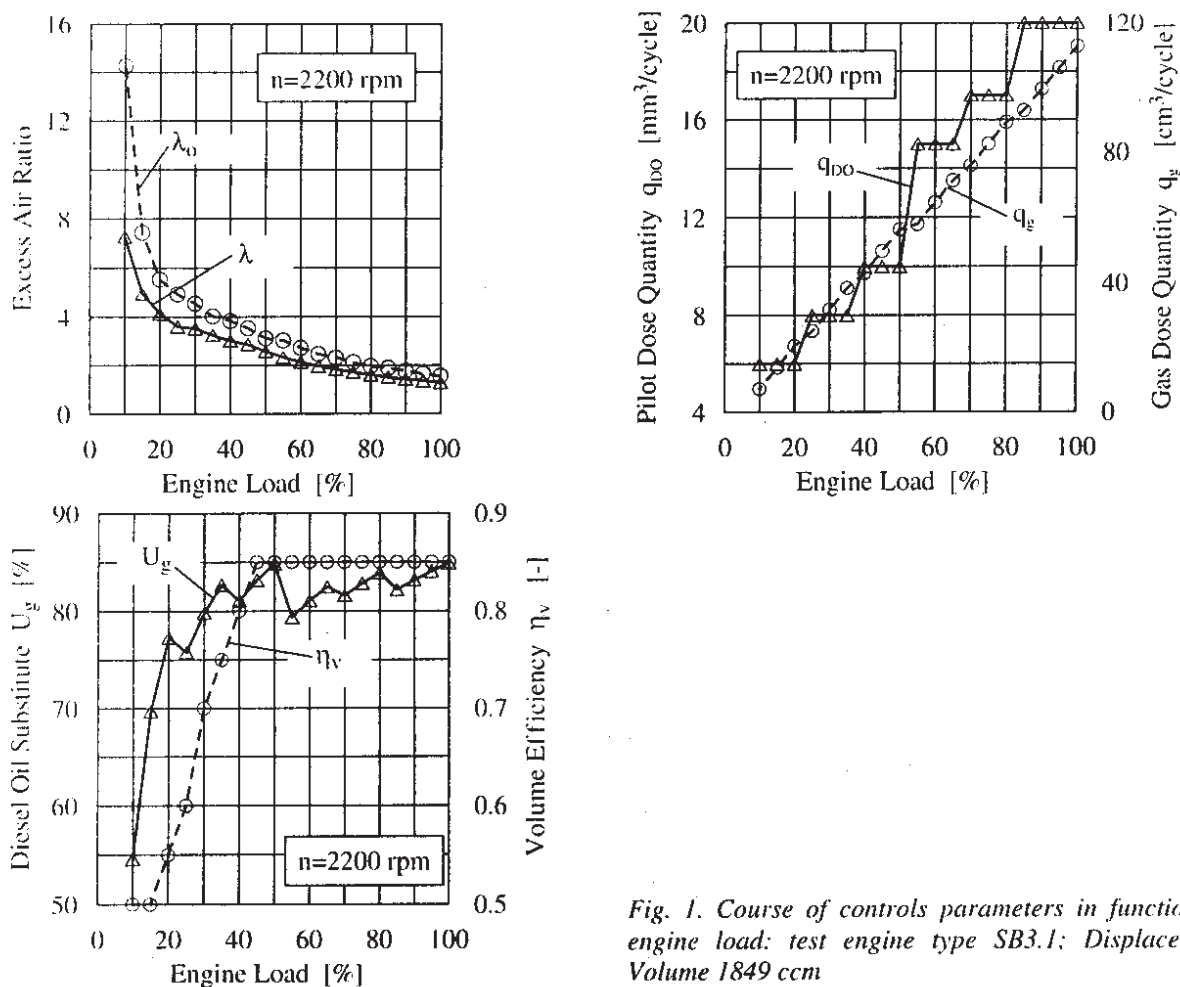 16
12
8
4
0
Excess Air Ratio
n=2200 rpm
λo
λ
0 20 40 60 80 100
Engine Load [%]
20
16
12
8
4
Pilot Dose Quantity qDO [mm³/cycle]
n=2200 rpm
qDO
qg
120
80
40
0
Gas Dose Quantity qg [cm³/cycle]
0 20 40 60 80 100
Engine Load [%]
90
80
70
60
50
Diesel Oil Substitute Ug [%]
Ug
ηv
n=2200 rpm
0.9
0.8
0.7
0.6
0.5
Volume Efficiency ηv [-]
0 20 40 60 80 100
Engine Load [%]
Fig. 1. Course of controls parameters in functio
engine load: test engine type SB3.1; Displace
Volume 1849 ccm